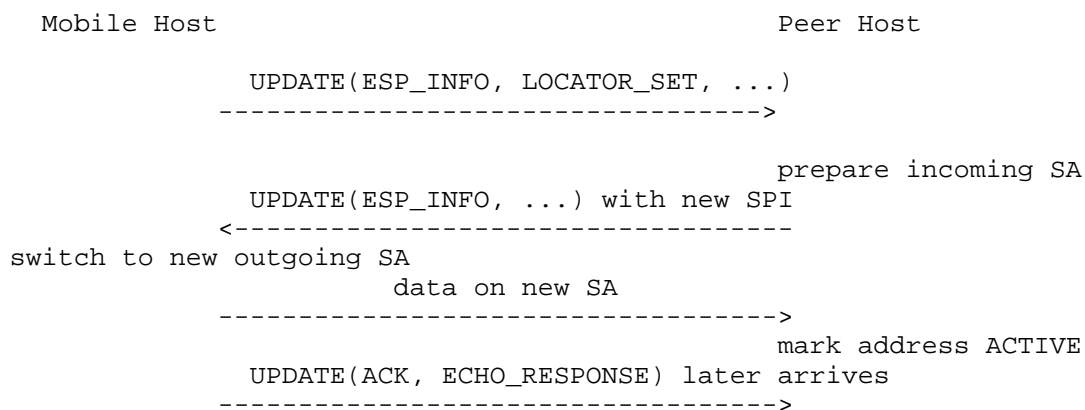 Mobile Host                                   Peer Host
UPDATE(ESP_INFO, LOCATOR_SET, ...)
---------------------------------->
prepare incoming SA
UPDATE(ESP_INFO, ...) with new SPI
<-----------------------------------
switch to new outgoing SA
data on new SA
----------------------------------->
mark address ACTIVE
UPDATE(ACK, ECHO_RESPONSE) later arrives
----------------------------------->